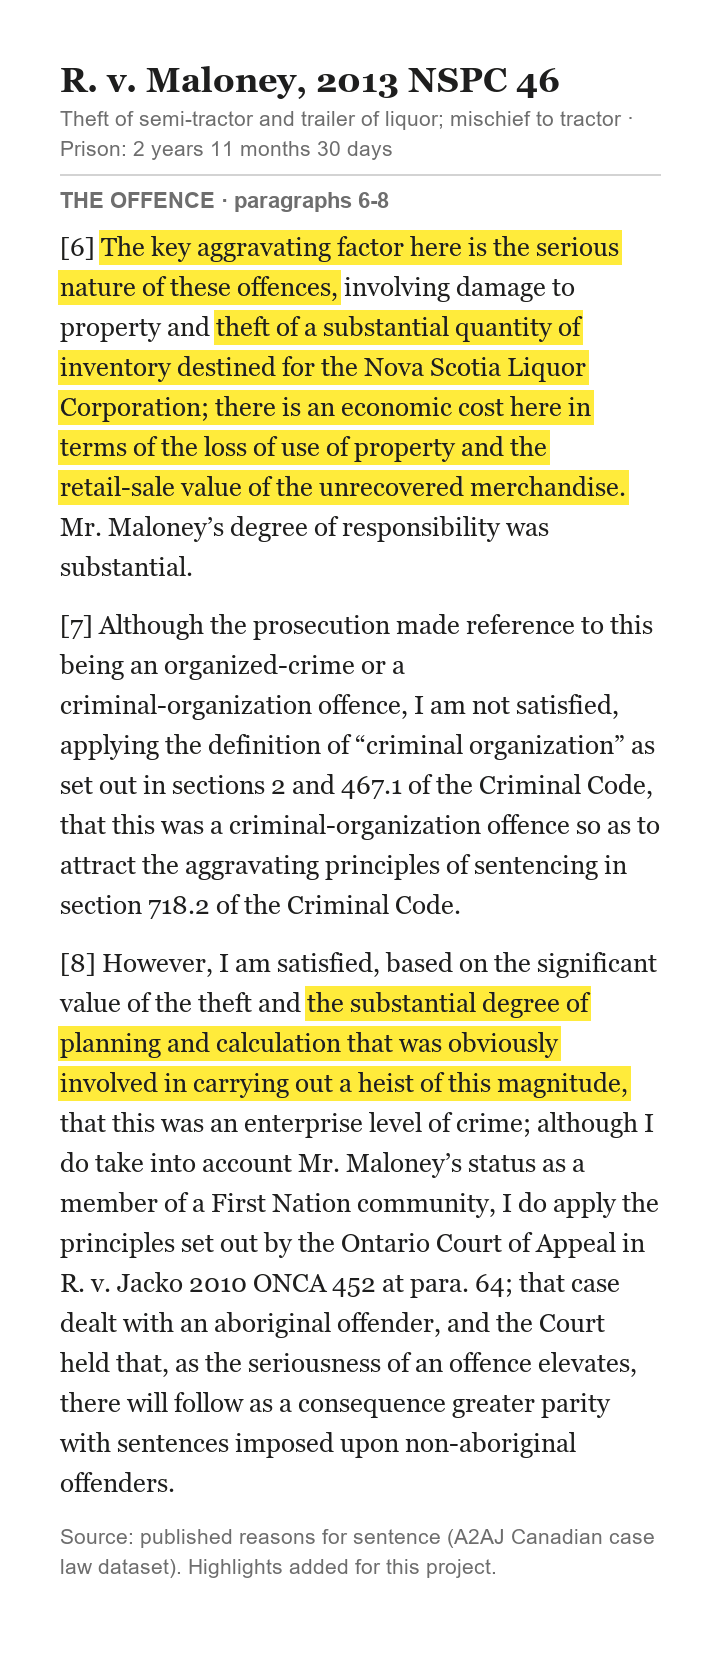 R. v. Maloney, 2013 NSPC 46
Theft of semi-tractor and trailer of liquor; mischief to tractor ·
Prison: 2 years 11 months 30 days
THE OFFENCE · paragraphs 6-8
[6] The key aggravating factor here is the serious
nature of these offences, involving damage to
property and theft of a substantial quantity of
inventory destined for the Nova Scotia Liquor
Corporation; there is an economic cost here in
terms of the loss of use of property and the
retail-sale value of the unrecovered merchandise.
Mr. Maloney’s degree of responsibility was
substantial.
[7] Although the prosecution made reference to this
being an organized-crime or a
criminal-organization offence, I am not satisfied,
applying the definition of “criminal organization” as
set out in sections 2 and 467.1 of the Criminal Code,
that this was a criminal-organization offence so as to
attract the aggravating principles of sentencing in
section 718.2 of the Criminal Code.
[8] However, I am satisfied, based on the significant
value of the theft and the substantial degree of
planning and calculation that was obviously
involved in carrying out a heist of this magnitude,
that this was an enterprise level of crime; although I
do take into account Mr. Maloney’s status as a
member of a First Nation community, I do apply the
principles set out by the Ontario Court of Appeal in
R. v. Jacko 2010 ONCA 452 at para. 64; that case
dealt with an aboriginal offender, and the Court
held that, as the seriousness of an offence elevates,
there will follow as a consequence greater parity
with sentences imposed upon non-aboriginal
offenders.
Source: published reasons for sentence (A2AJ Canadian case
law dataset). Highlights added for this project.